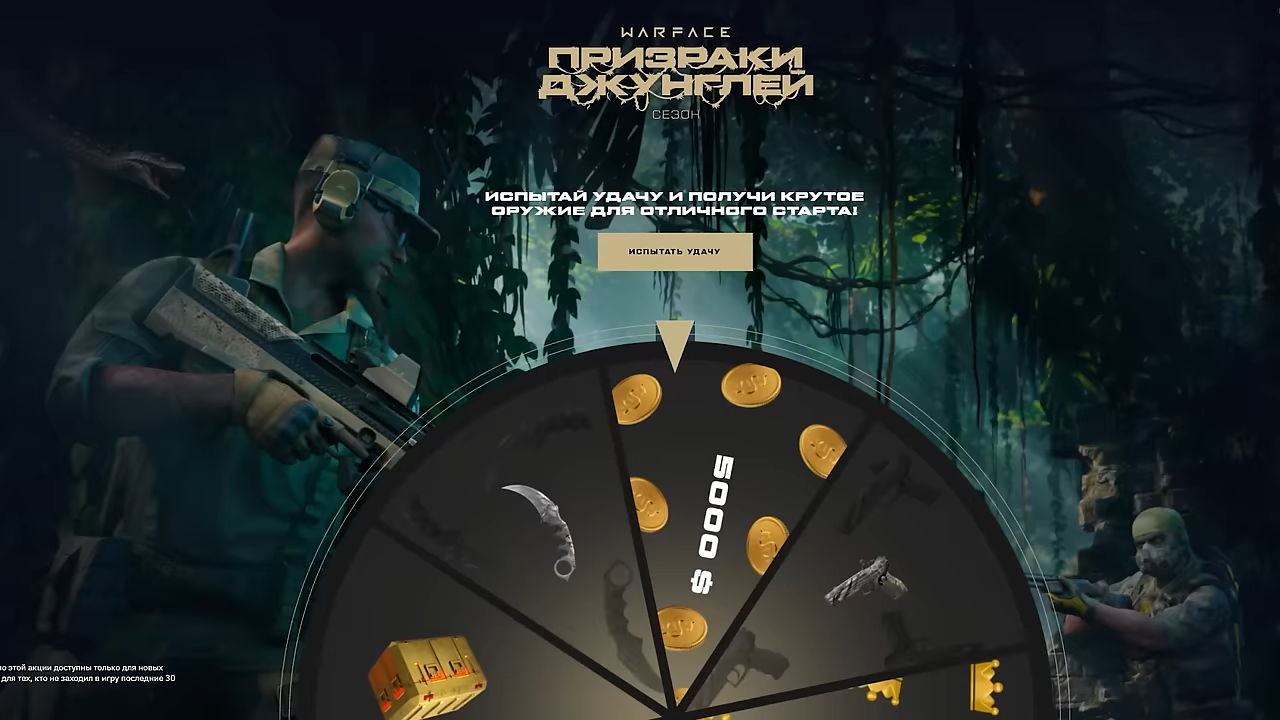 WARFACE
ПРИЗРАКИ
ДЖУНГЛЕЙ
СЕЗОН
ИСПЫТАЙ УДАЧУ И ПОЛУЧИ КРУТОЕ
ОРУЖИЕ ДЛЯ ОТЛИЧНОГО СТАРТА!
ИСПЫТАТЬ УДАЧУ
5000 $
по этой акции доступны только для новых
для тех, кто не заходил в игру последние 30